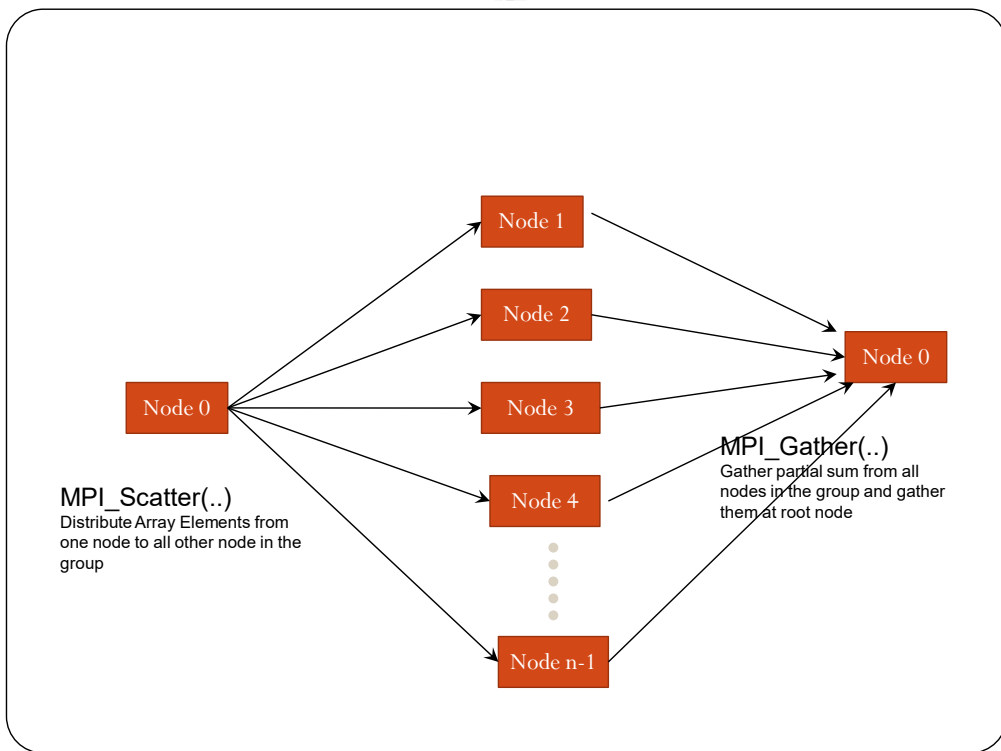 Node 1
Node 2
Node 0
Node 0
Node 3
MPI_Gather(..)
Gather partial sum from all
nodes in the group and gather
them at root node
MPI_Scatter(..)
Distribute Array Elements from
one node to all other node in the
group
Node 4
Node n-1